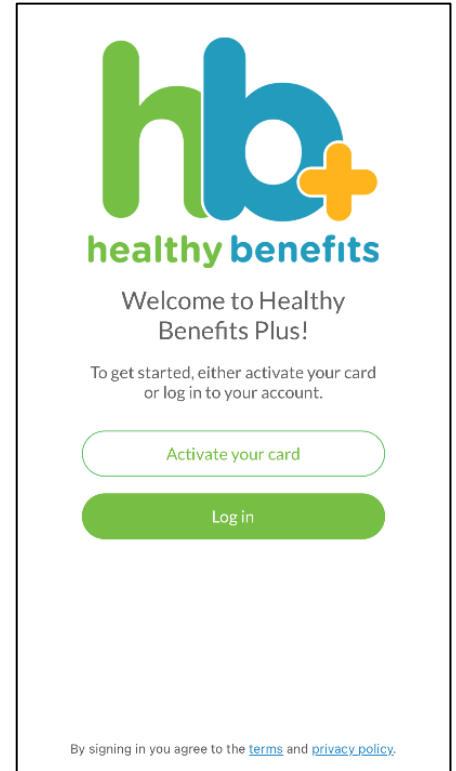 hb+
healthy benefits
Welcome to Healthy
Benefits Plus!
To get started, either activate your card
or log in to your account.
Activate your card
Log in
By signing in you agree to the terms and privacy policy.